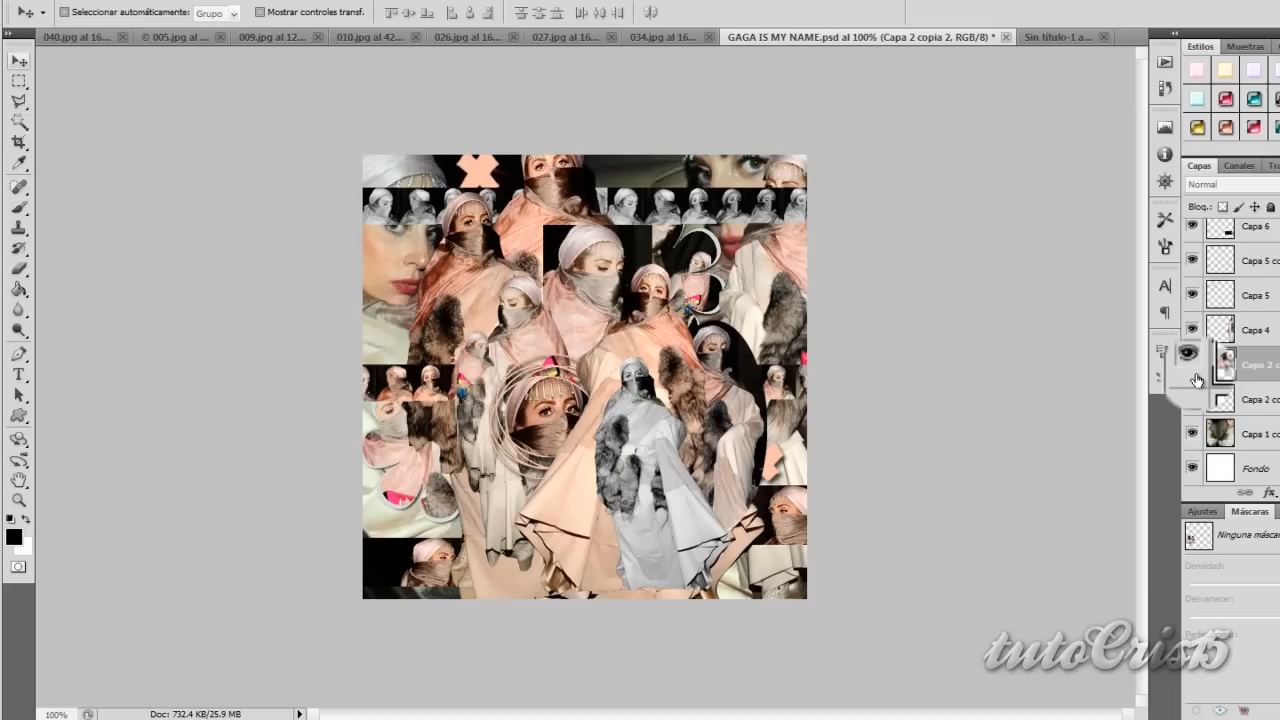 Seleccionar automáticamente: Grupo Mostrar controles transf.
040.jpg al 16... © 005.jpg al ... 009.jpg al 12... 010.jpg al 42... 026.jpg al 16... 027.jpg al 16... 034.jpg al 16... GAGA IS MY NAME.psd al 100% (Capa 2 copia 2, RGB/8) * Sin título-1 a...
Estilos Muestras
Capas Canales Tra
Normal
Bloq.:
Capa 6
Capa 5 co
Capa 5
Capa 4
Capa 2 c
Capa 2 co
Capa 1 co
Fondo
Ajustes Máscaras
Ninguna máscar
Densidad:
Desvanecer:
tutoCris15
100% Doc: 732.4 KB/25.9 MB